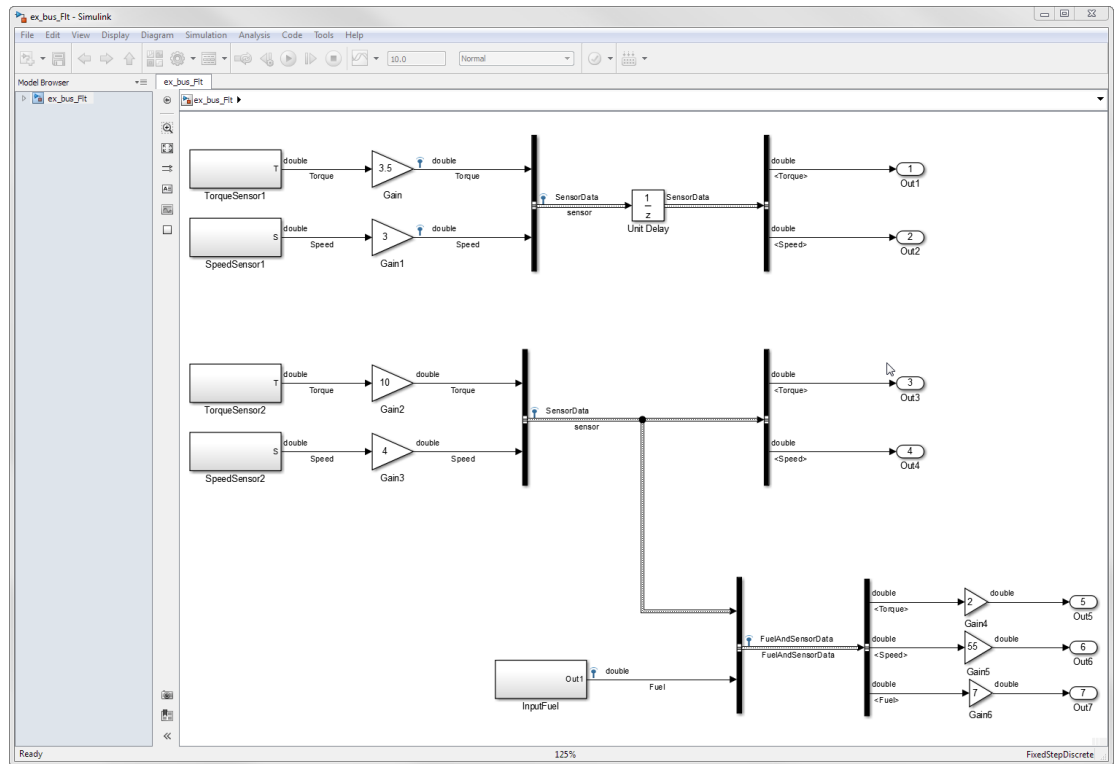 ex_bus_Flt - Simulink
File Edit View Display Diagram Simulation Analysis Code Tools Help
10.0 Normal
Model Browser
ex_bus_Flt
ex_bus_Flt
ex_bus_Flt
T
TorqueSensor1
double
Torque
3.5
Gain
double
Torque
S
SpeedSensor1
double
Speed
3
Gain1
double
Speed
SensorData
sensor
1
z
Unit Delay
SensorData
double
<Torque>
1
Out1
double
<Speed>
2
Out2
T
TorqueSensor2
double
Torque
10
Gain2
double
Torque
S
SpeedSensor2
double
Speed
4
Gain3
double
Speed
SensorData
sensor
double
<Torque>
3
Out3
double
<Speed>
4
Out4
Out1
InputFuel
double
Fuel
FuelAndSensorData
FuelAndSensorData
double
<Torque>
2
Gain4
double
5
Out5
double
<Speed>
55
Gain5
double
6
Out6
double
<Fuel>
7
Gain6
double
7
Out7
Ready 125% FixedStepDiscrete